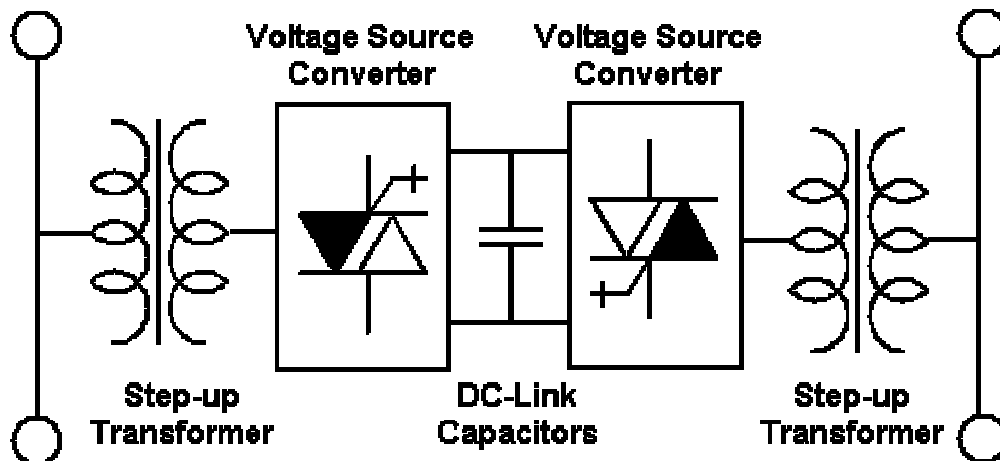 Voltage Source
Converter
Voltage Source
Converter
Step-up
Transformer
DC-Link
Capacitors
Step-up
Transformer